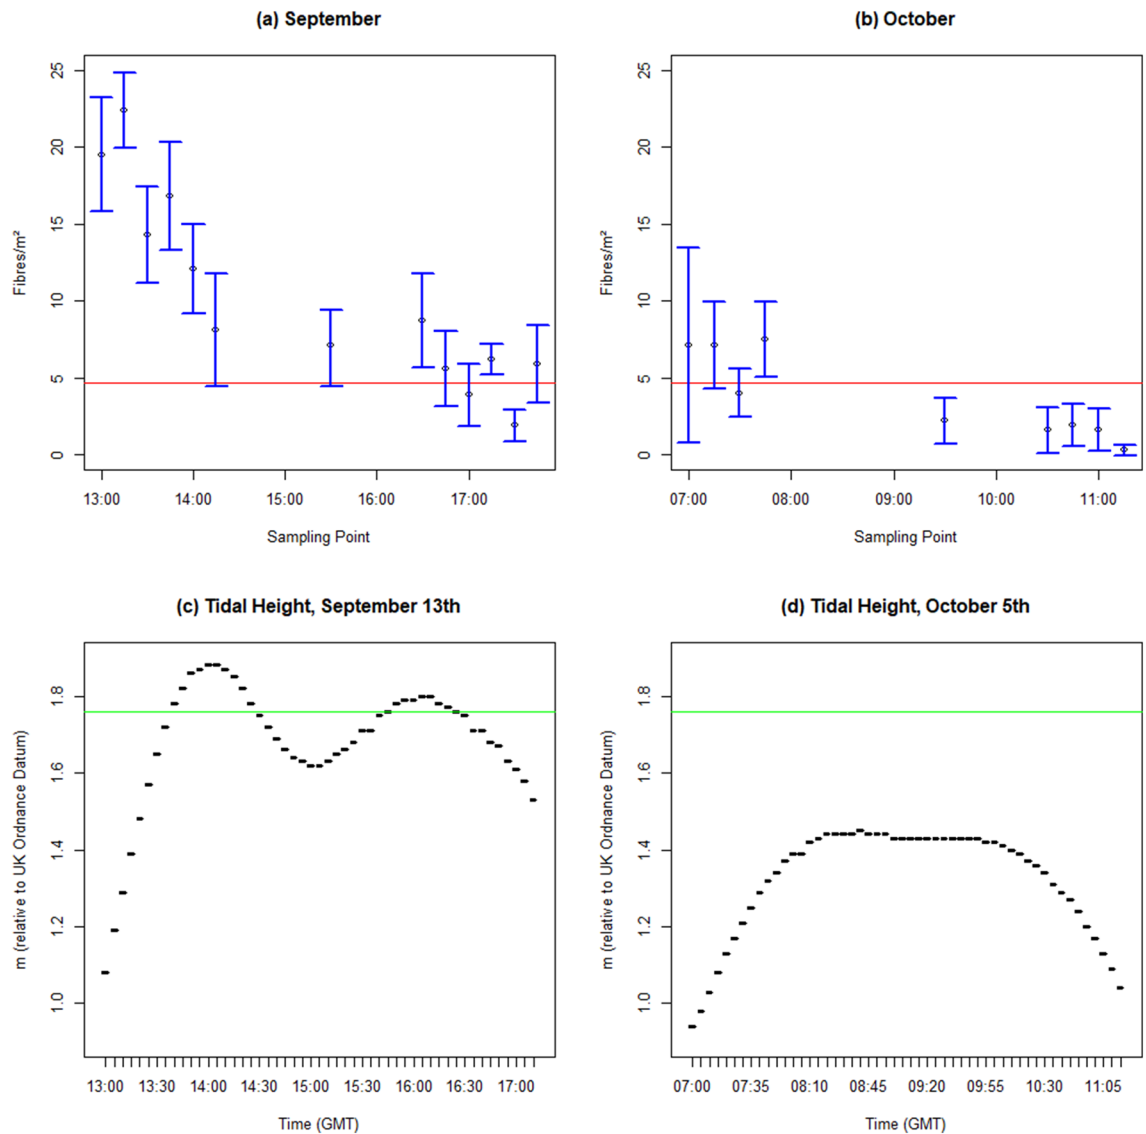 (a) September
Fibres/m²
25
20
15
10
5
0
13:00 14:00 15:00 16:00 17:00
Sampling Point
(b) October
Fibres/m²
25
20
15
10
5
0
07:00 08:00 09:00 10:00 11:00
Sampling Point
(c) Tidal Height, September 13th
m (relative to UK Ordnance Datum)
1.8
1.6
1.4
1.2
1.0
13:00 13:30 14:00 14:30 15:00 15:30 16:00 16:30 17:00
Time (GMT)
(d) Tidal Height, October 5th
m (relative to UK Ordnance Datum)
1.8
1.6
1.4
1.2
1.0
07:00 07:35 08:10 08:45 09:20 09:55 10:30 11:05
Time (GMT)